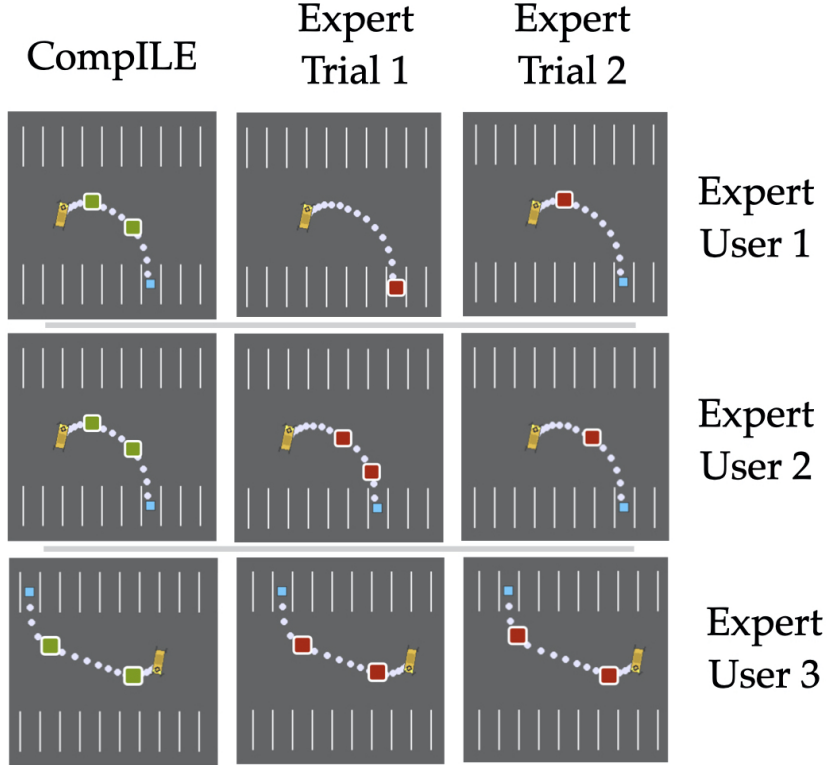 CompILE
Expert
Trial 1
Expert
Trial 2
Expert
User 1
Expert
User 2
Expert
User 3